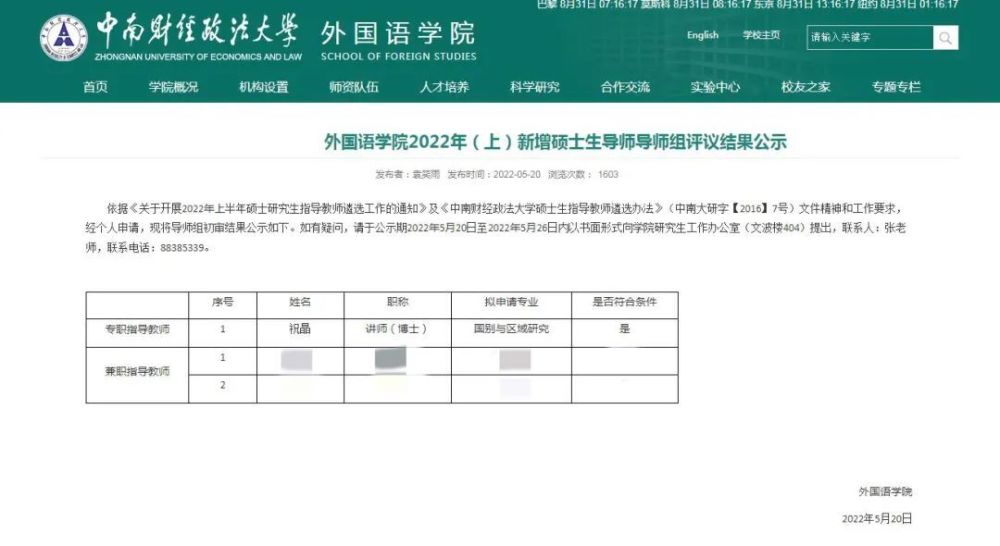 巴黎 8月31日 07:16:17 莫斯科 8月31日 08:16:17 东京 8月31日 13:16:17 纽约 8月31日 01:16:17
中南财经政法大学 外国语学院
ZHONGNAN UNIVERSITY OF ECONOMICS AND LAW SCHOOL OF FOREIGN STUDIES
English 学校主页 请输入关键字
首页 学院概况 机构设置 师资队伍 人才培养 科学研究 合作交流 实验中心 校友之家 专题专栏
外国语学院2022年（上）新增硕士生导师导师组评议结果公示
发布者：袁笑雨 发布时间：2022-05-20 浏览次数： 1603
依据《关于开展2022年上半年硕士研究生指导教师遴选工作的通知》及《中南财经政法大学硕士生指导教师遴选办法》（中南大研字【2016】7号）文件精神和工作要求，
经个人申请，现将导师组初审结果公示如下。如有疑问，请于公示期2022年5月20日至2022年5月26日内以书面形式向学院研究生工作办公室（文波楼404）提出，联系人：张老
师，联系电话：88385339。
序号 姓名 职称 拟申请专业 是否符合条件
专职指导教师 1 祝晶 讲师（博士） 国别与区域研究 是
兼职指导教师 1
2
外国语学院
2022年5月20日